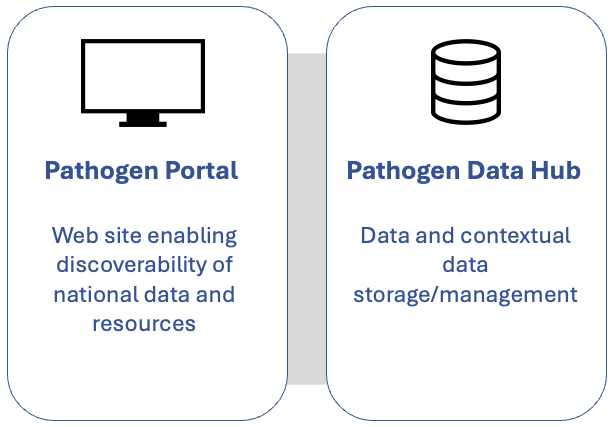 Pathogen Portal
Web site enabling
discoverability of
national data and
resources
Pathogen Data Hub
Data and contextual
data
storage/management